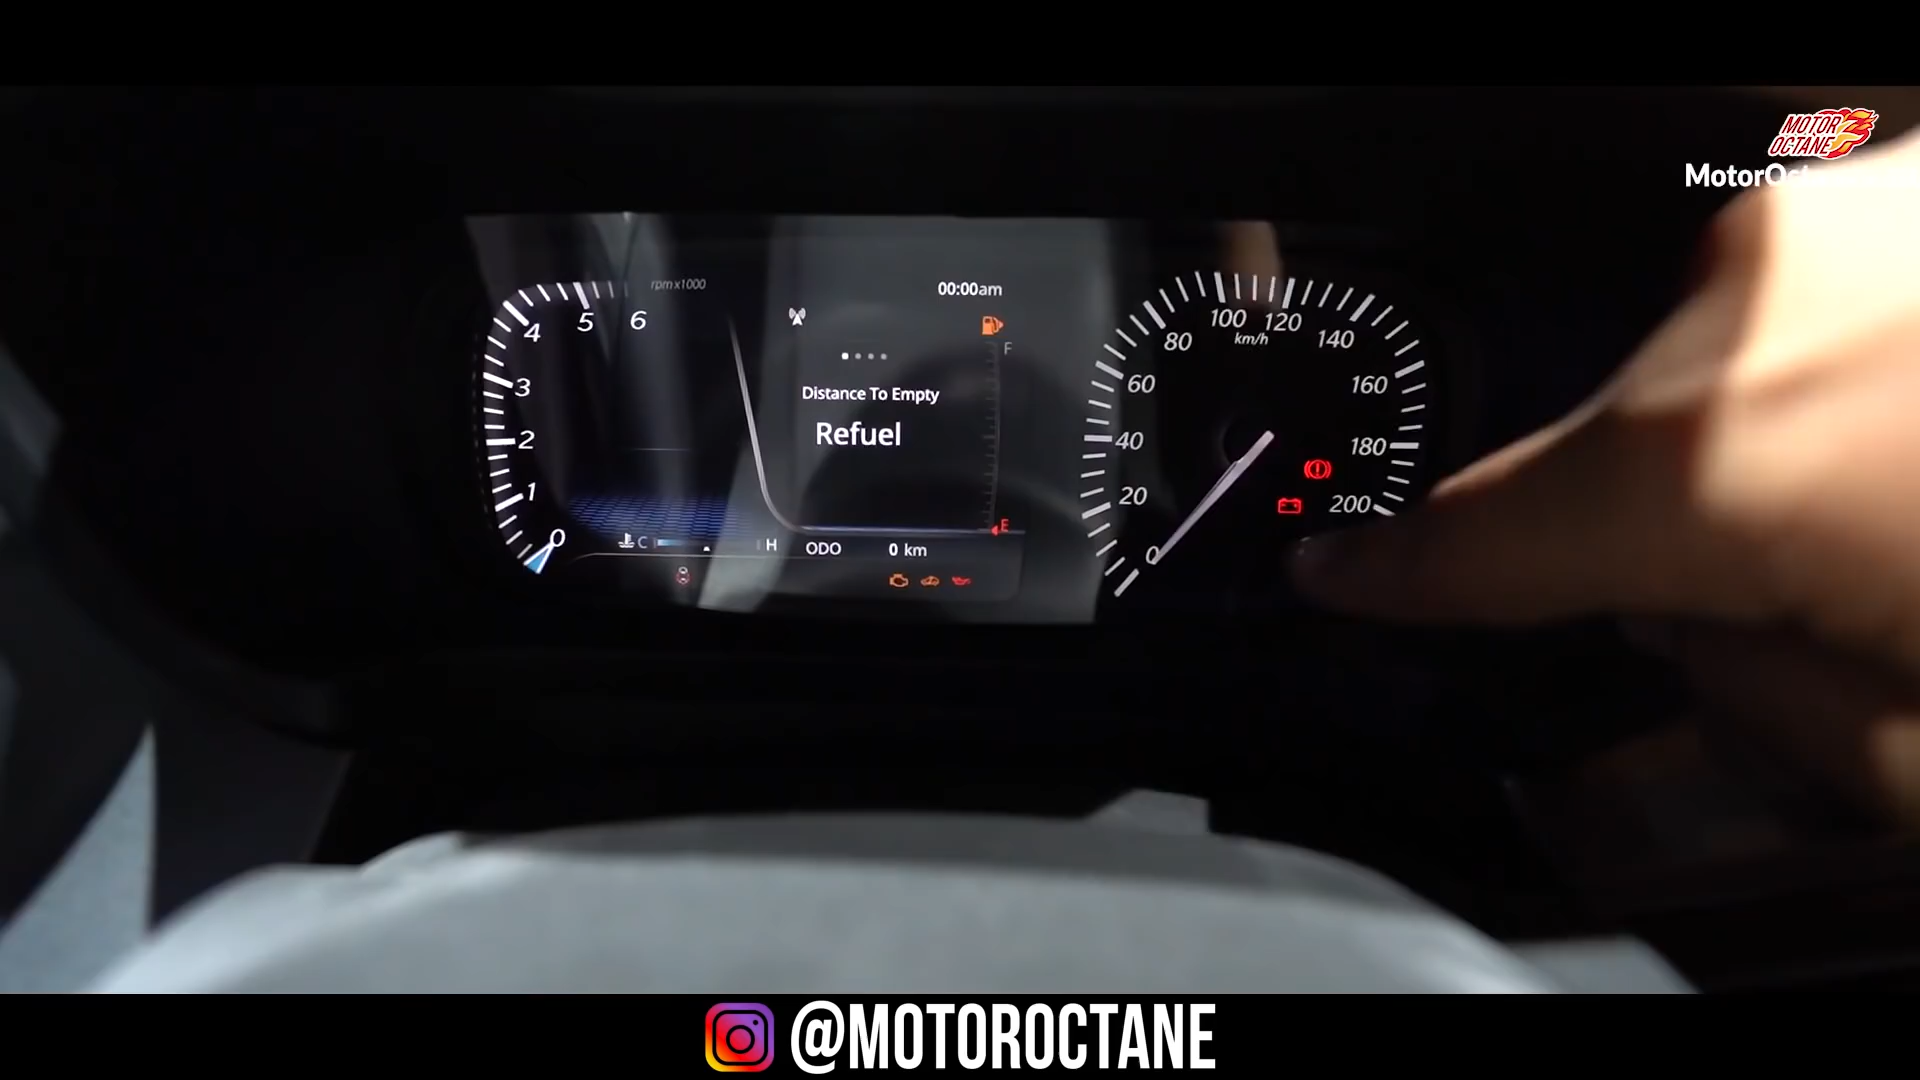 MOTOR
OCTANE
MotorOc
rpm x1000
00:00am
0
1
2
3
4
5
6
F
Distance To Empty
Refuel
E
C
H
ODO
0 km
0
20
40
60
80
100
120
140
160
180
200
km/h
@MOTOROCTANE